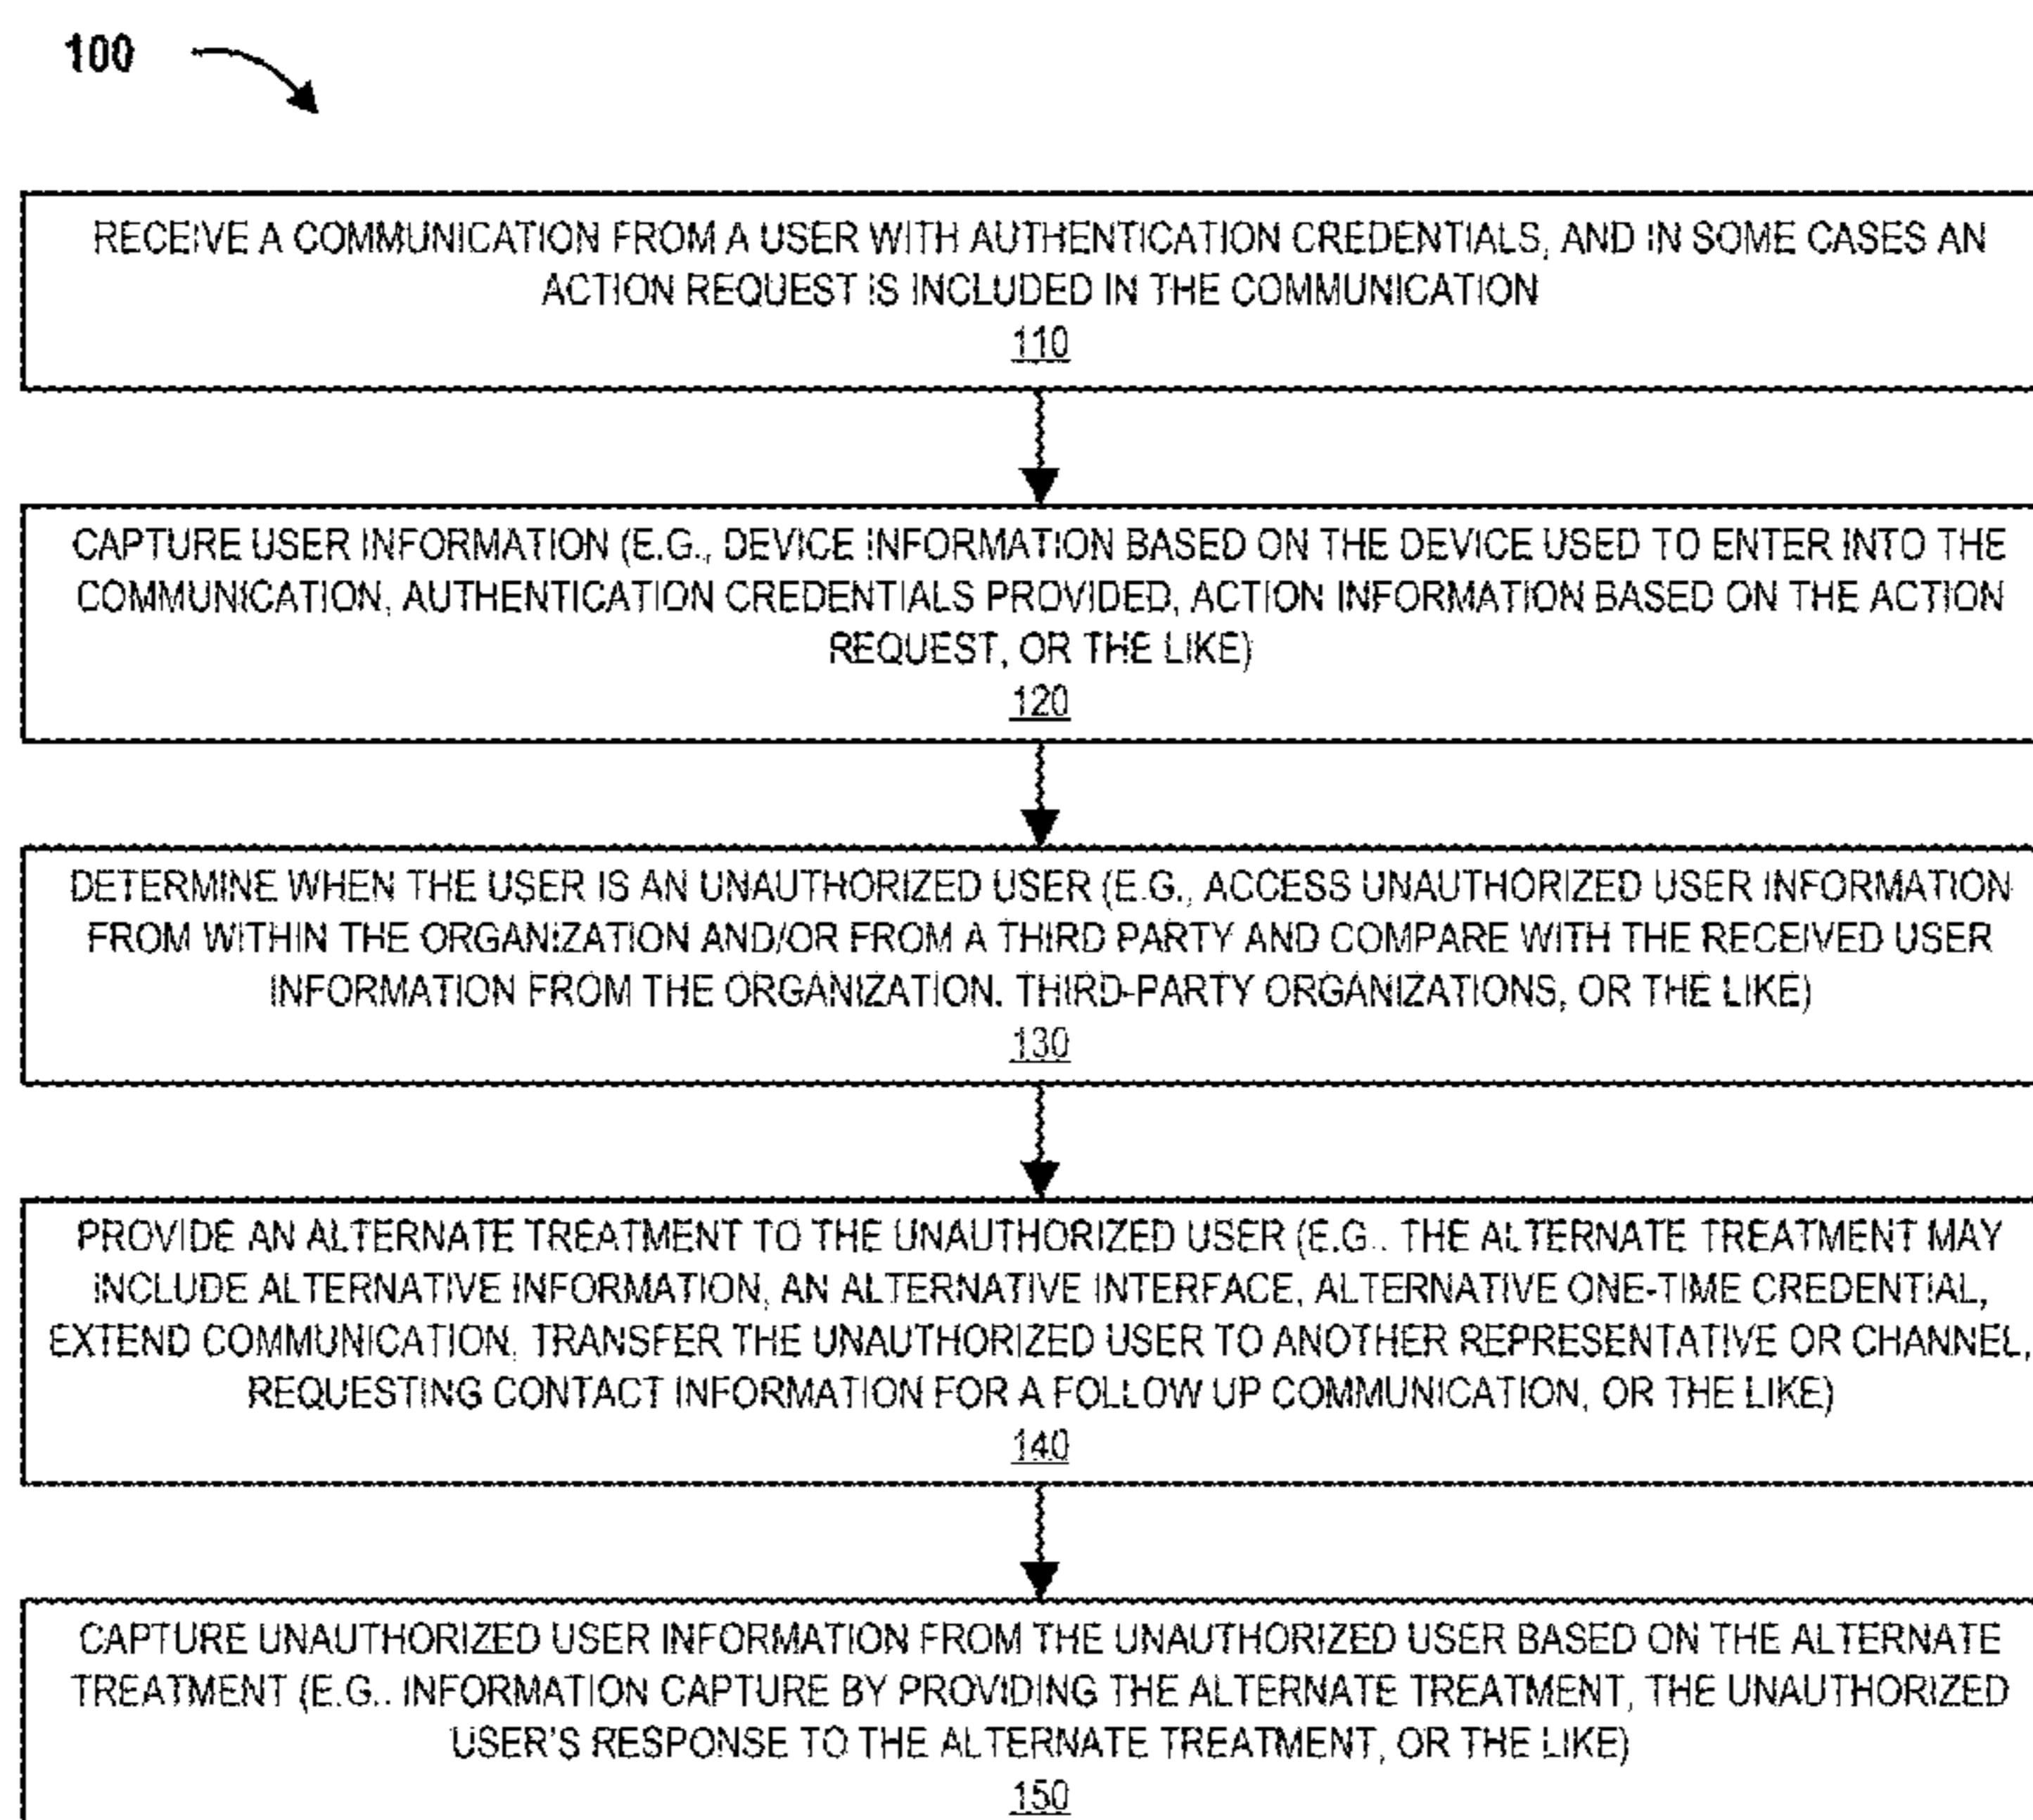 100
RECEIVE A COMMUNICATION FROM A USER WITH AUTHENTICATION CREDENTIALS, AND IN SOME CASES AN
ACTION REQUEST IS INCLUDED IN THE COMMUNICATION
110
CAPTURE USER INFORMATION (E.G., DEVICE INFORMATION BASED ON THE DEVICE USED TO ENTER INTO THE
COMMUNICATION, AUTHENTICATION CREDENTIALS PROVIDED, ACTION INFORMATION BASED ON THE ACTION
REQUEST, OR THE LIKE)
120
DETERMINE WHEN THE USER IS AN UNAUTHORIZED USER (E.G., ACCESS UNAUTHORIZED USER INFORMATION
FROM WITHIN THE ORGANIZATION AND/OR FROM A THIRD PARTY AND COMPARE WITH THE RECEIVED USER
INFORMATION FROM THE ORGANIZATION. THIRD-PARTY ORGANIZATIONS, OR THE LIKE)
130
PROVIDE AN ALTERNATE TREATMENT TO THE UNAUTHORIZED USER (E.G.. THE ALTERNATE TREATMENT MAY
INCLUDE ALTERNATIVE INFORMATION, AN ALTERNATIVE INTERFACE, ALTERNATIVE ONE-TIME CREDENTIAL,
EXTEND COMMUNICATION, TRANSFER THE UNAUTHORIZED USER TO ANOTHER REPRESENTATIVE OR CHANNEL,
REQUESTING CONTACT INFORMATION FOR A FOLLOW UP COMMUNICATION, OR THE LIKE)
140
CAPTURE UNAUTHORIZED USER INFORMATION FROM THE UNAUTHORIZED USER BASED ON THE ALTERNATE
TREATMENT (E.G.. INFORMATION CAPTURE BY PROVIDING THE ALTERNATE TREATMENT, THE UNAUTHORIZED
USER'S RESPONSE TO THE ALTERNATE TREATMENT, OR THE LIKE)
150